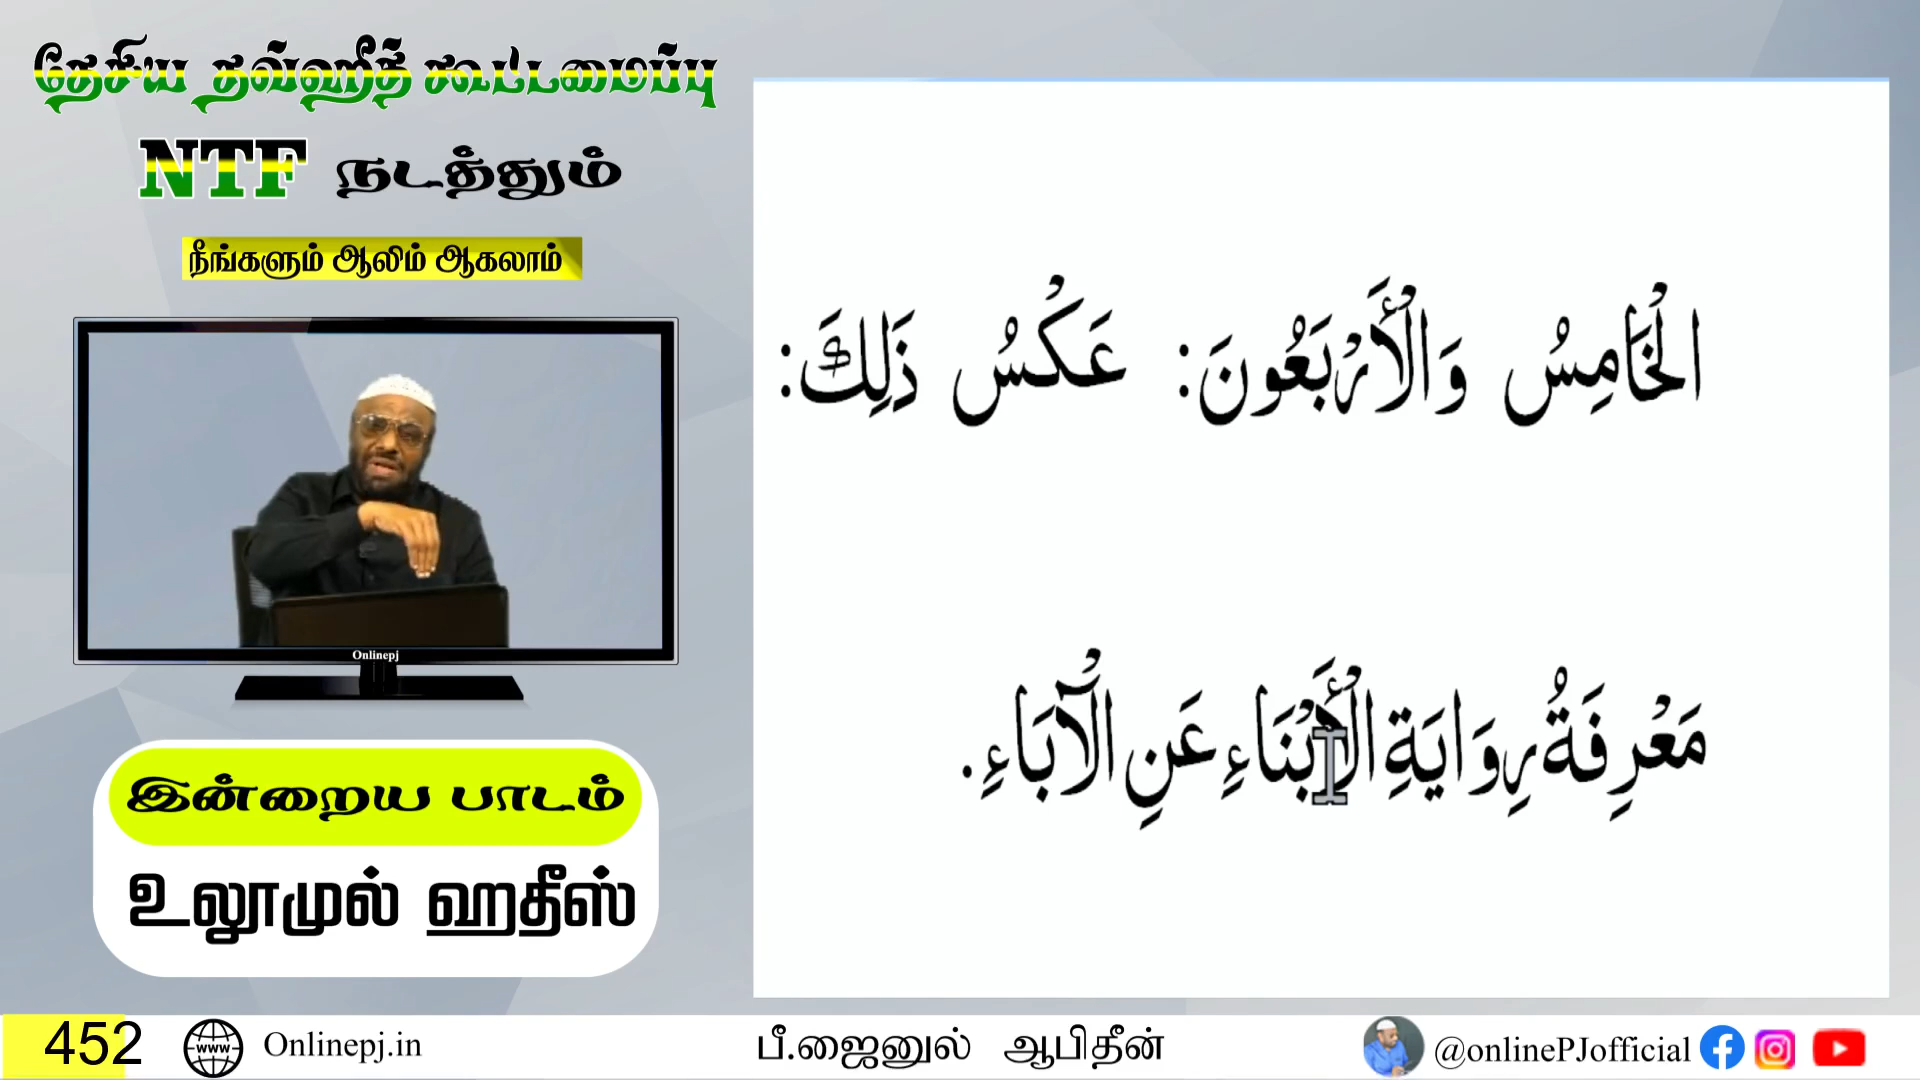 தேசிய தவ்ஹீத் கூட்டமைப்பு
NTF நடத்தும்
நீங்களும் ஆலிம் ஆகலாம்
Onlinepj
இன்றைய பாடம்
உலூமுல் ஹதீஸ்
الْخَامِسُ وَالْأَرْبَعُونَ: عَكْسُ ذَلِكَ:
مَعْرِفَةُ رِوَايَةِ الْأَبْنَاءِ عَنِ الْآبَاءِ.
452 www Onlinepj.in பீ.ஜைனுல் ஆபிதீன் @onlinePJofficial